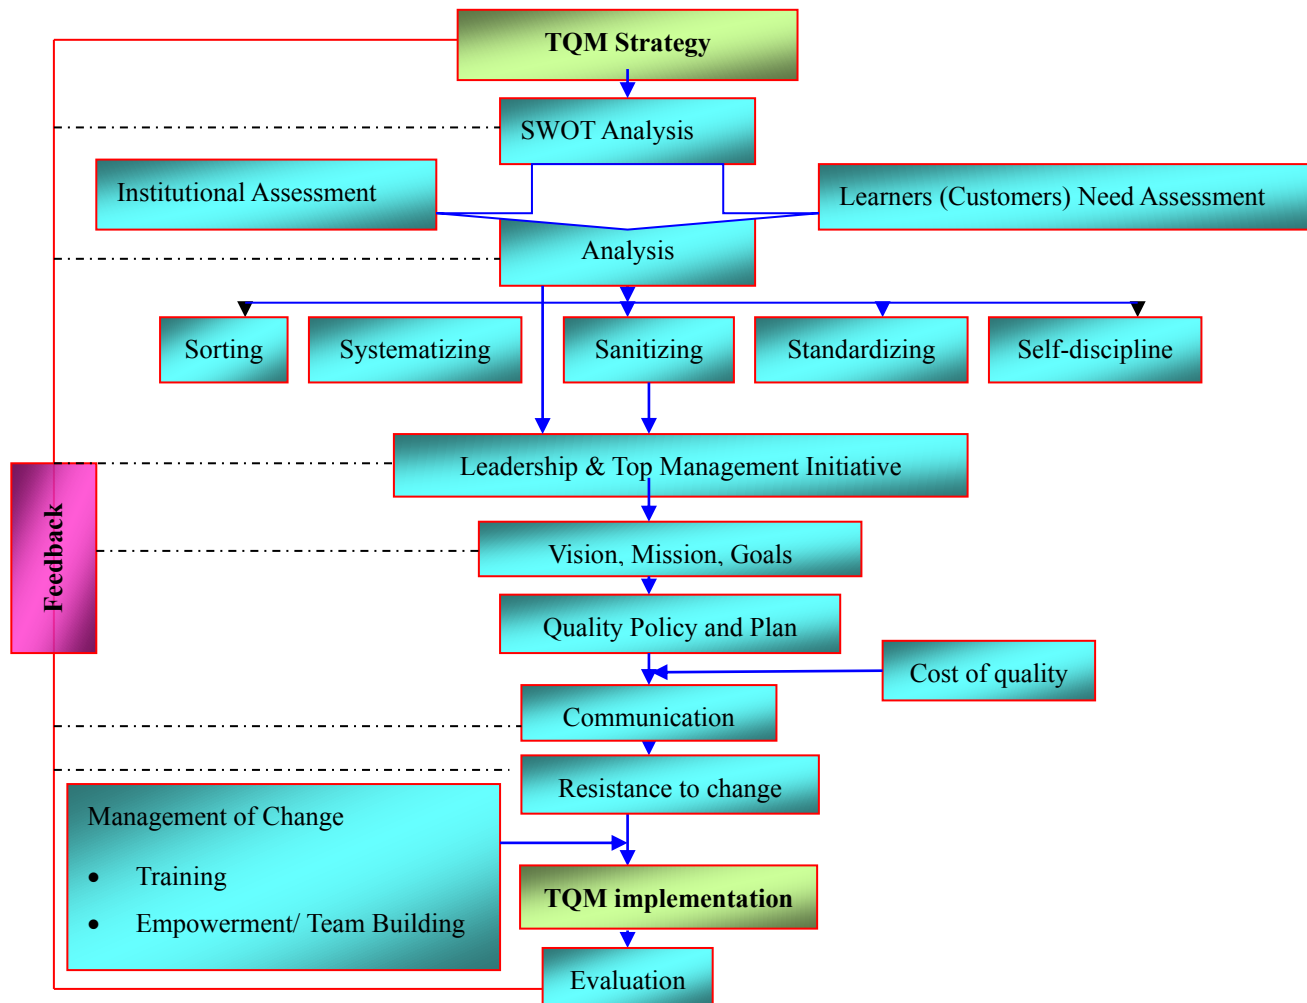 TQM Strategy
SWOT Analysis
Institutional Assessment
Learners (Customers) Need Assessment
Analysis
Sorting
Systematizing
Sanitizing
Standardizing
Self-discipline
Leadership & Top Management Initiative
Feedback
Vision, Mission, Goals
Quality Policy and Plan
Cost of quality
Communication
Resistance to change
Management of Change
• Training
• Empowerment/ Team Building
TQM implementation
Evaluation